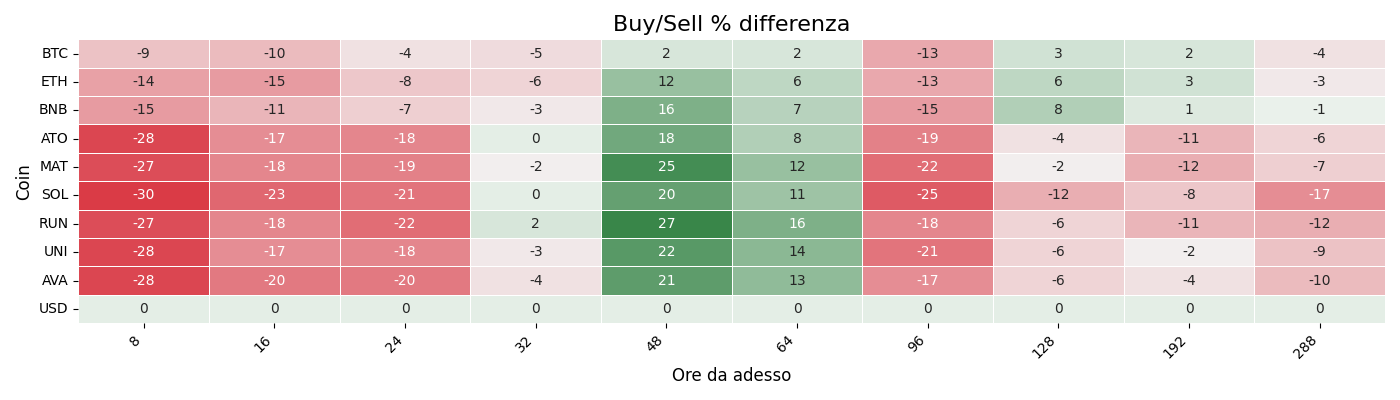 Buy/Sell % differenza
Coin
BTC -9 -10 -4 -5 2 2 -13 3 2 -4
ETH -14 -15 -8 -6 12 6 -13 6 3 -3
BNB -15 -11 -7 -3 16 7 -15 8 1 -1
ATO -28 -17 -18 0 18 8 -19 -4 -11 -6
MAT -27 -18 -19 -2 25 12 -22 -2 -12 -7
SOL -30 -23 -21 0 20 11 -25 -12 -8 -17
RUN -27 -18 -22 2 27 16 -18 -6 -11 -12
UNI -28 -17 -18 -3 22 14 -21 -6 -2 -9
AVA -28 -20 -20 -4 21 13 -17 -6 -4 -10
USD 0 0 0 0 0 0 0 0 0 0
8 16 24 32 48 64 96 128 192 288
Ore da adesso